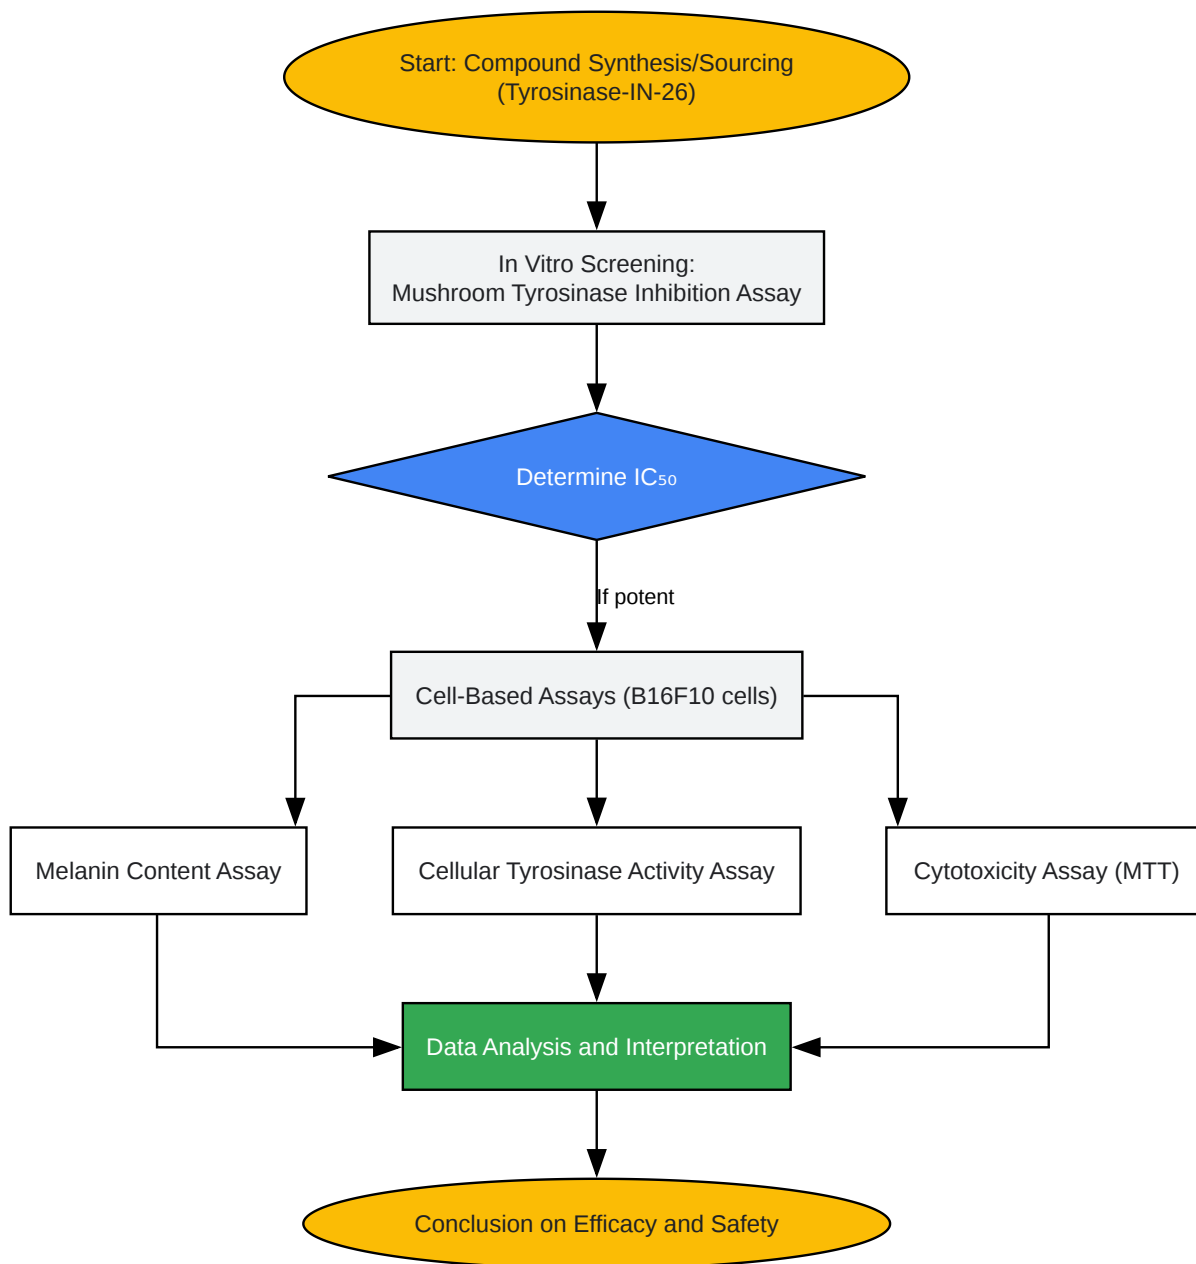 Start: Compound Synthesis/Sourcing
(Tyrosinase-IN-26)
In Vitro Screening:
Mushroom Tyrosinase Inhibition Assay
Determine IC₅₀
If potent
Cell-Based Assays (B16F10 cells)
Melanin Content Assay
Cellular Tyrosinase Activity Assay
Cytotoxicity Assay (MTT)
Data Analysis and Interpretation
Conclusion on Efficacy and Safety